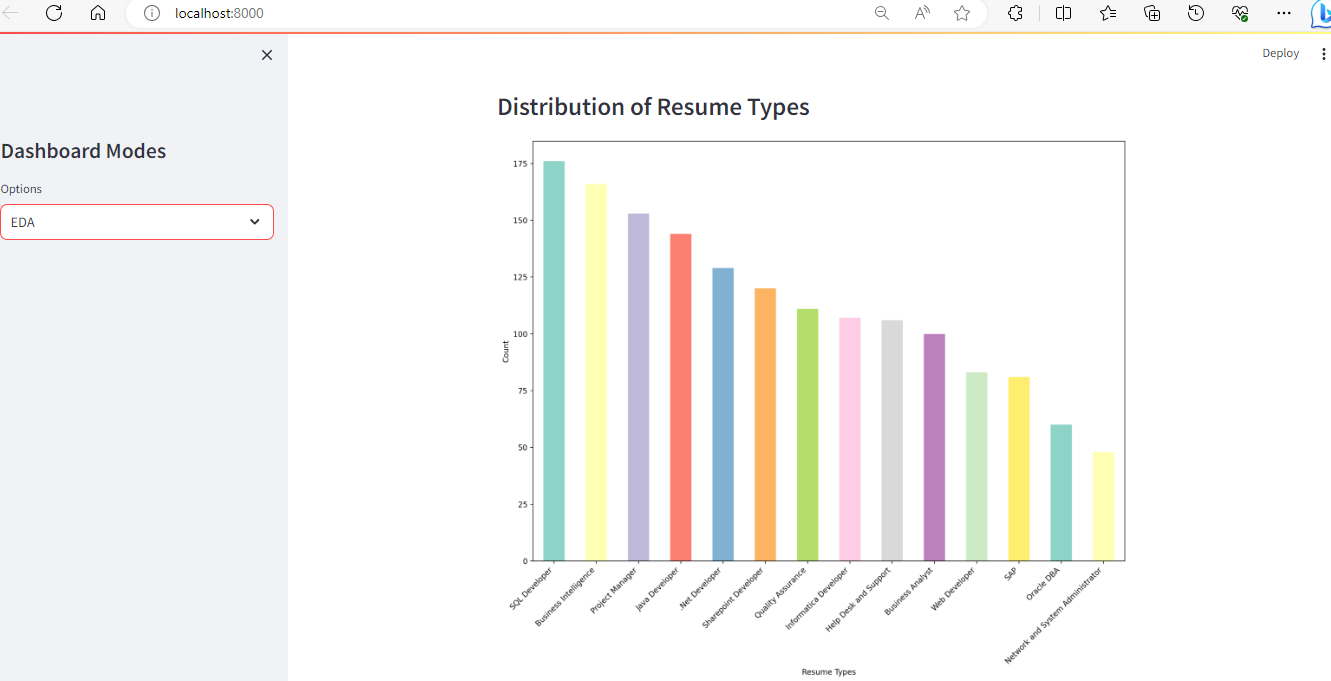 localhost:8000
Deploy
Dashboard Modes
Options
EDA
Distribution of Resume Types
175
150
125
100
75
50
25
0
Count
SQL Developer
Business Intelligence
Project Manager
Java Developer
.Net Developer
Sharepoint Developer
Quality Assurance
Informatica Developer
Help Desk and Support
Business Analyst
Web Developer
SAP
Oracle DBA
Network and System Administrator
Resume Types